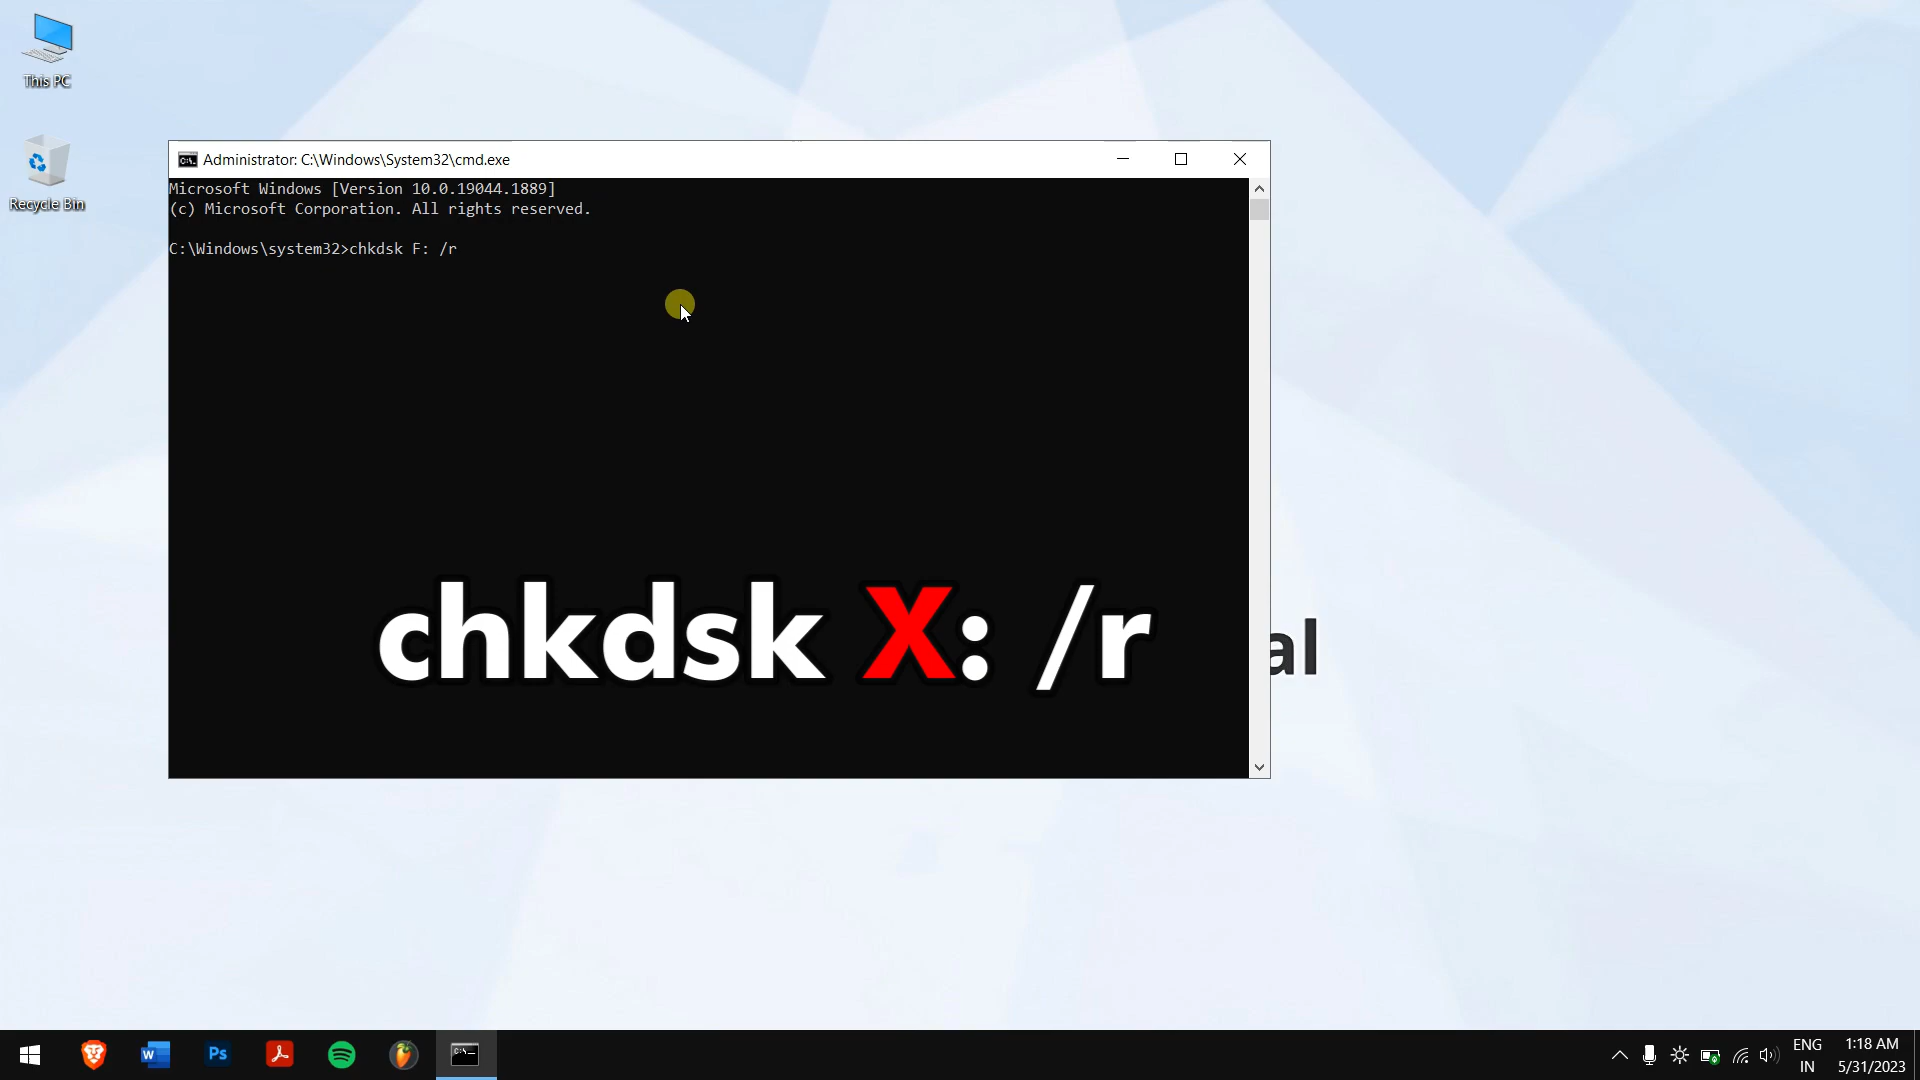 This PC
Recycle Bin
Administrator: C:\Windows\System32\cmd.exe
Microsoft Windows [Version 10.0.19044.1889]
(c) Microsoft Corporation. All rights reserved.
C:\Windows\system32>chkdsk F: /r
chkdsk X: /r
al
W
Ps
ENG
IN
1:18 AM
5/31/2023